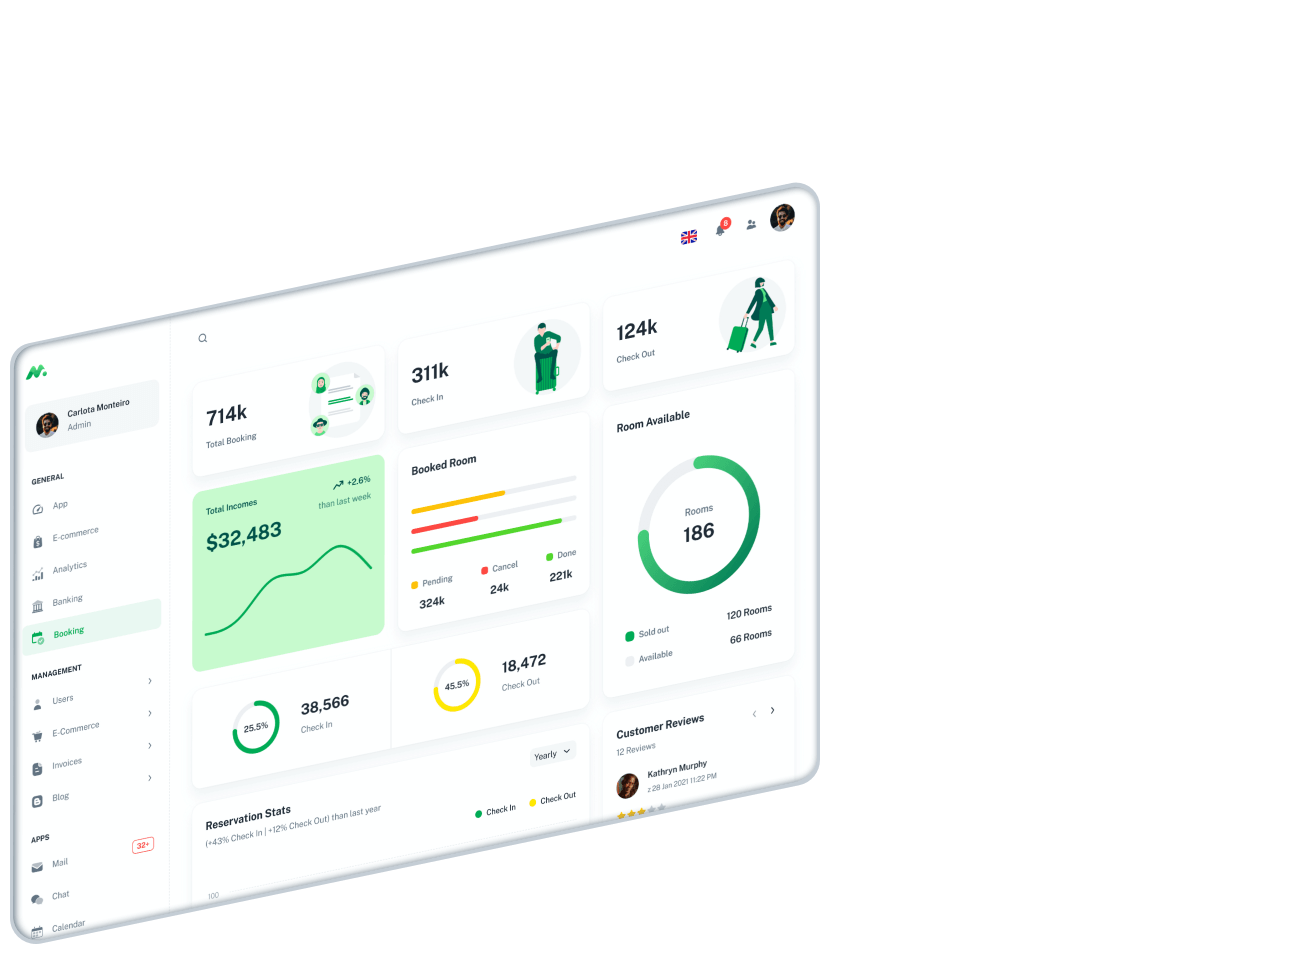 8
Carlota Monteiro
Admin
GENERAL
App
E-commerce
Analytics
Banking
Booking
MANAGEMENT
Users
E-Commerce
Invoices
Blog
APPS
Mail
32+
Chat
Calendar
714k
Total Booking
311k
Check In
124k
Check Out
Total Incomes
$32,483
+2.6%
than last week
Booked Room
Pending
324k
Cancel
24k
Done
221k
Room Available
Rooms
186
Sold out
120 Rooms
Available
66 Rooms
25.5%
38,566
Check In
45.5%
18,472
Check Out
Reservation Stats
(+43% Check In | +12% Check Out) than last year
Yearly
Check In
Check Out
100
Customer Reviews
12 Reviews
Kathryn Murphy
z 28 Jan 2021 11:22 PM